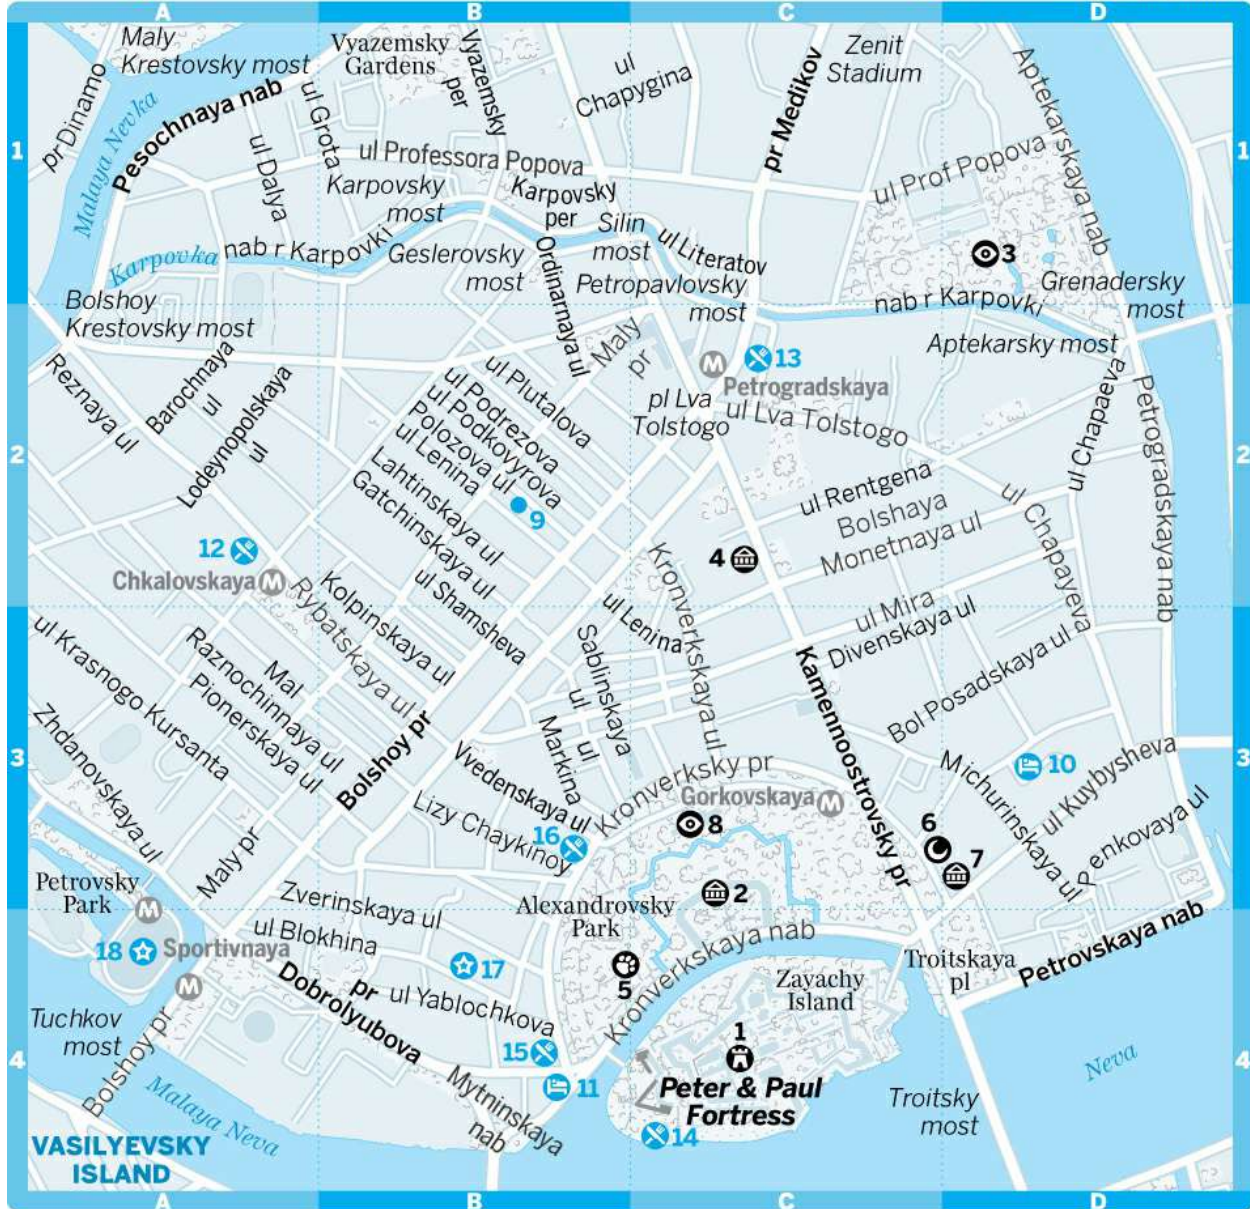 A
B
C
D
Maly
Krestovsky most
Vyazemsky
Gardens
Vyazemsky
per
ul
Chapygina
pr Medikov
Zenit
Stadium
Aptekarskaya nab
pr Dinamo
Malaya Nevka
Pesochnaya nab
ul Grota
ul Dalya
1
1
ul Professora Popova
ul Prof Popova
Karpovsky
most
Karpovsky
per
Silin
most
ul Literatov
Karpovka
nab r Karpovki
Geslerovsky
most
Ordinarnaya ul
Petropavlovsky
most
3
nab r Karpovki
Grenadersky
most
Bolshoy
Krestovsky most
Aptekarsky most
Reznaya ul
Barochnaya
ul
Lodeynopolskaya
ul
Maly
pr
13
Petrogradskaya
ul Plutalova
ul Podrezova
ul Podkovyrova
Polozova ul
ul Lenina
Lahtinskaya ul
Gatchinskaya ul
ul Shamsheva
pl Lva
Tolstogo
ul Lva Tolstogo
ul Chapaeva
Petrogradskaya nab
2
2
ul Rentgena
Bolshaya
Monetnaya ul
ul Chapayeva
9
12
Chkalovskaya
4
Kronverkskaya ul
Rybatskaya ul
Kolpinskaya ul
ul Lenina
ul Mira
Divenskaya ul
ul Krasnogo Kursanta
Raznochinnaya ul
Mal
Pionerskaya ul
Zhdanovskaya ul
Bolshoy pr
Sablinskaya
ul
ul
Markina
Vvedenskaya ul
Kamennoostrovsky pr
Bol Posadskaya ul
3
3
Michurinskaya ul
10
ul Kuybysheva
Penkovaya ul
Kronverksky pr
Gorkovskaya
Lizy Chaykinoy
16
8
6
7
Maly pr
Petrovsky
Park
Zverinskaya ul
Alexandrovsky
Park
2
ul Blokhina
18
Sportivnaya
17
5
Kronverkskaya nab
Zayachy
Island
Troitskaya
pl
Petrovskaya nab
Dobrolyubova
pr
ul Yablochkova
Tuchkov
most
Bolshoy pr
15
11
1
Peter & Paul
Fortress
4
4
Neva
Troitsky
most
Malaya Neva
Mytninskaya
nab
14
VASILYEVSKY
ISLAND
A
B
C
D
M
M
M
M
M